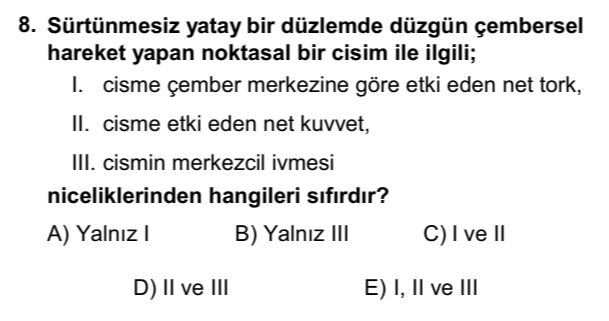 8. Sürtünmesiz yatay bir düzlemde düzgün çembersel
hareket yapan noktasal bir cisim ile ilgili;
I. cisme çember merkezine göre etki eden net tork,
II. cisme etki eden net kuvvet,
III. cismin merkezcil ivmesi
niceliklerinden hangileri sıfırdır?
A) Yalnız I B) Yalnız III C) I ve II
D) II ve III E) I, II ve III